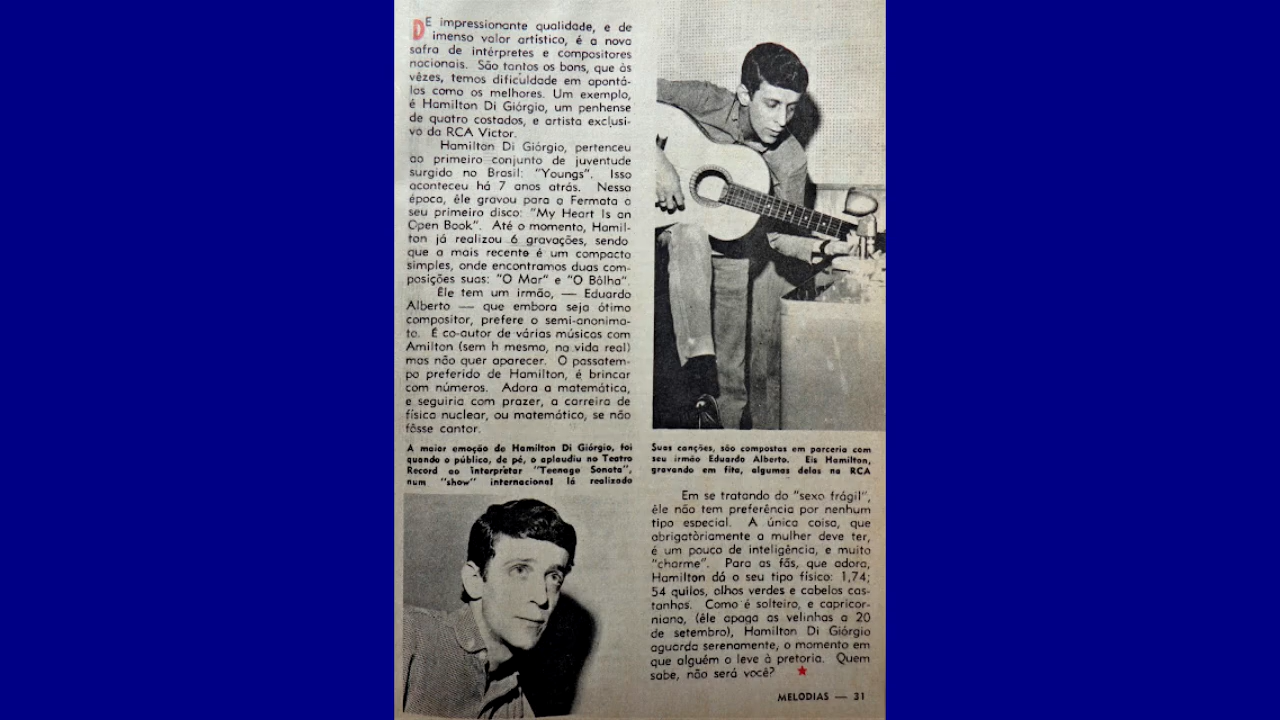 DE impressionante qualidade, e de
imenso valor artístico, é a nova
safra de intérpretes e compositores
nacionais. São tantos os bons, que às
vêzes, temos dificuldade em apontá-
los como os melhores. Um exemplo,
é Hamilton Di Giórgio, um penhense
de quatro costados, e artista exclusi-
vo da RCA Victor.
Hamilton Di Giórgio, pertenceu
ao primeiro conjunto de juventude
surgido no Brasil: "Youngs". Isso
aconteceu há 7 anos atrás. Nessa
época, êle gravou para a Fermata o
seu primeiro disco: "My Heart Is an
Open Book". Até o momento, Hamil-
ton já realizou 6 gravações, sendo
que a mais recente é um compacto
simples, onde encontramos duas com-
posições suas: "O Mar" e "O Bôlha".
Êle tem um irmão, — Eduardo
Alberto — que embora seja ótimo
compositor, prefere o semi-anonima-
to. É co-autor de várias músicas com
Amilton (sem h mesmo, na vida real)
mas não quer aparecer. O passatem-
po preferido de Hamilton, é brincar
com números. Adora a matemática,
e seguiria com prazer, a carreira de
física nuclear, ou matemático, se não
fôsse cantor.
A maior emoção de Hamilton Di Giórgio, foi
quando o público, de pé, o aplaudiu no Teatro
Record ao interpretar "Teenage Sonata",
num "show" internacional lá realizado
Suas canções, são compostas em parceria com
seu irmão Eduardo Alberto. Eis Hamilton,
gravando em fita, algumas delas na RCA
Em se tratando do "sexo frágil",
êle não tem preferência por nenhum
tipo especial. A única coisa, que
obrigatòriamente a mulher deve ter,
é um pouco de inteligência, e muito
"charme". Para as fãs, que adora,
Hamilton dá o seu tipo físico: 1,74;
54 quilos, olhos verdes e cabelos cas-
tanhos. Como é solteiro, e capricor-
niano, (êle apaga as velinhas a 20
de setembro), Hamilton Di Giórgio
aguarda serenamente, o momento em
que alguém o leve à pretoria. Quem
sabe, não será você?
MELODIAS — 31